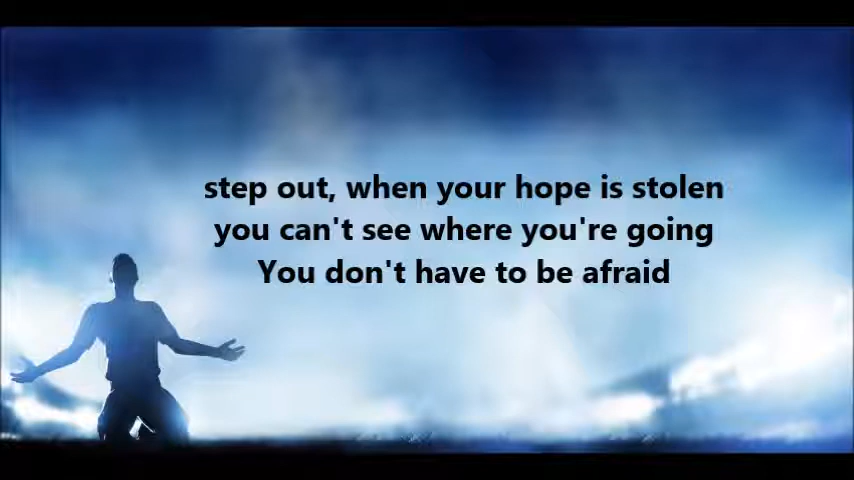 step out, when your hope is stolen
you can't see where you're going
You don't have to be afraid